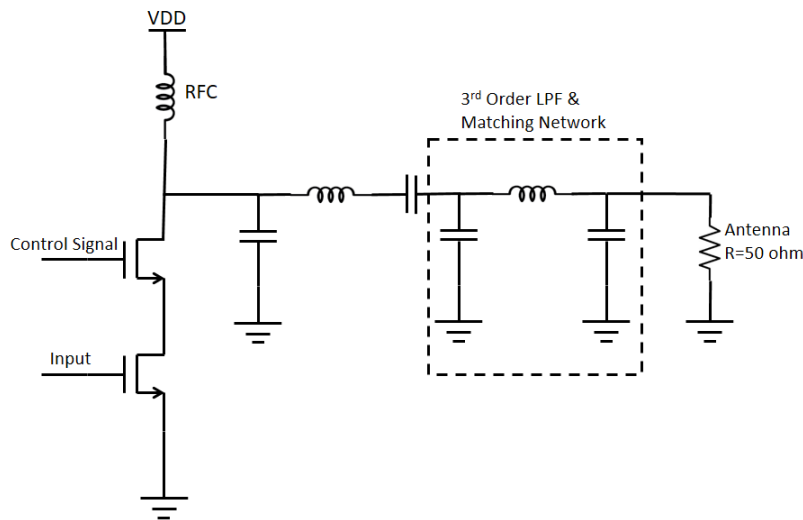 VDD
RFC
3rd Order LPF &
Matching Network
Control Signal
Antenna
R=50 ohm
Input